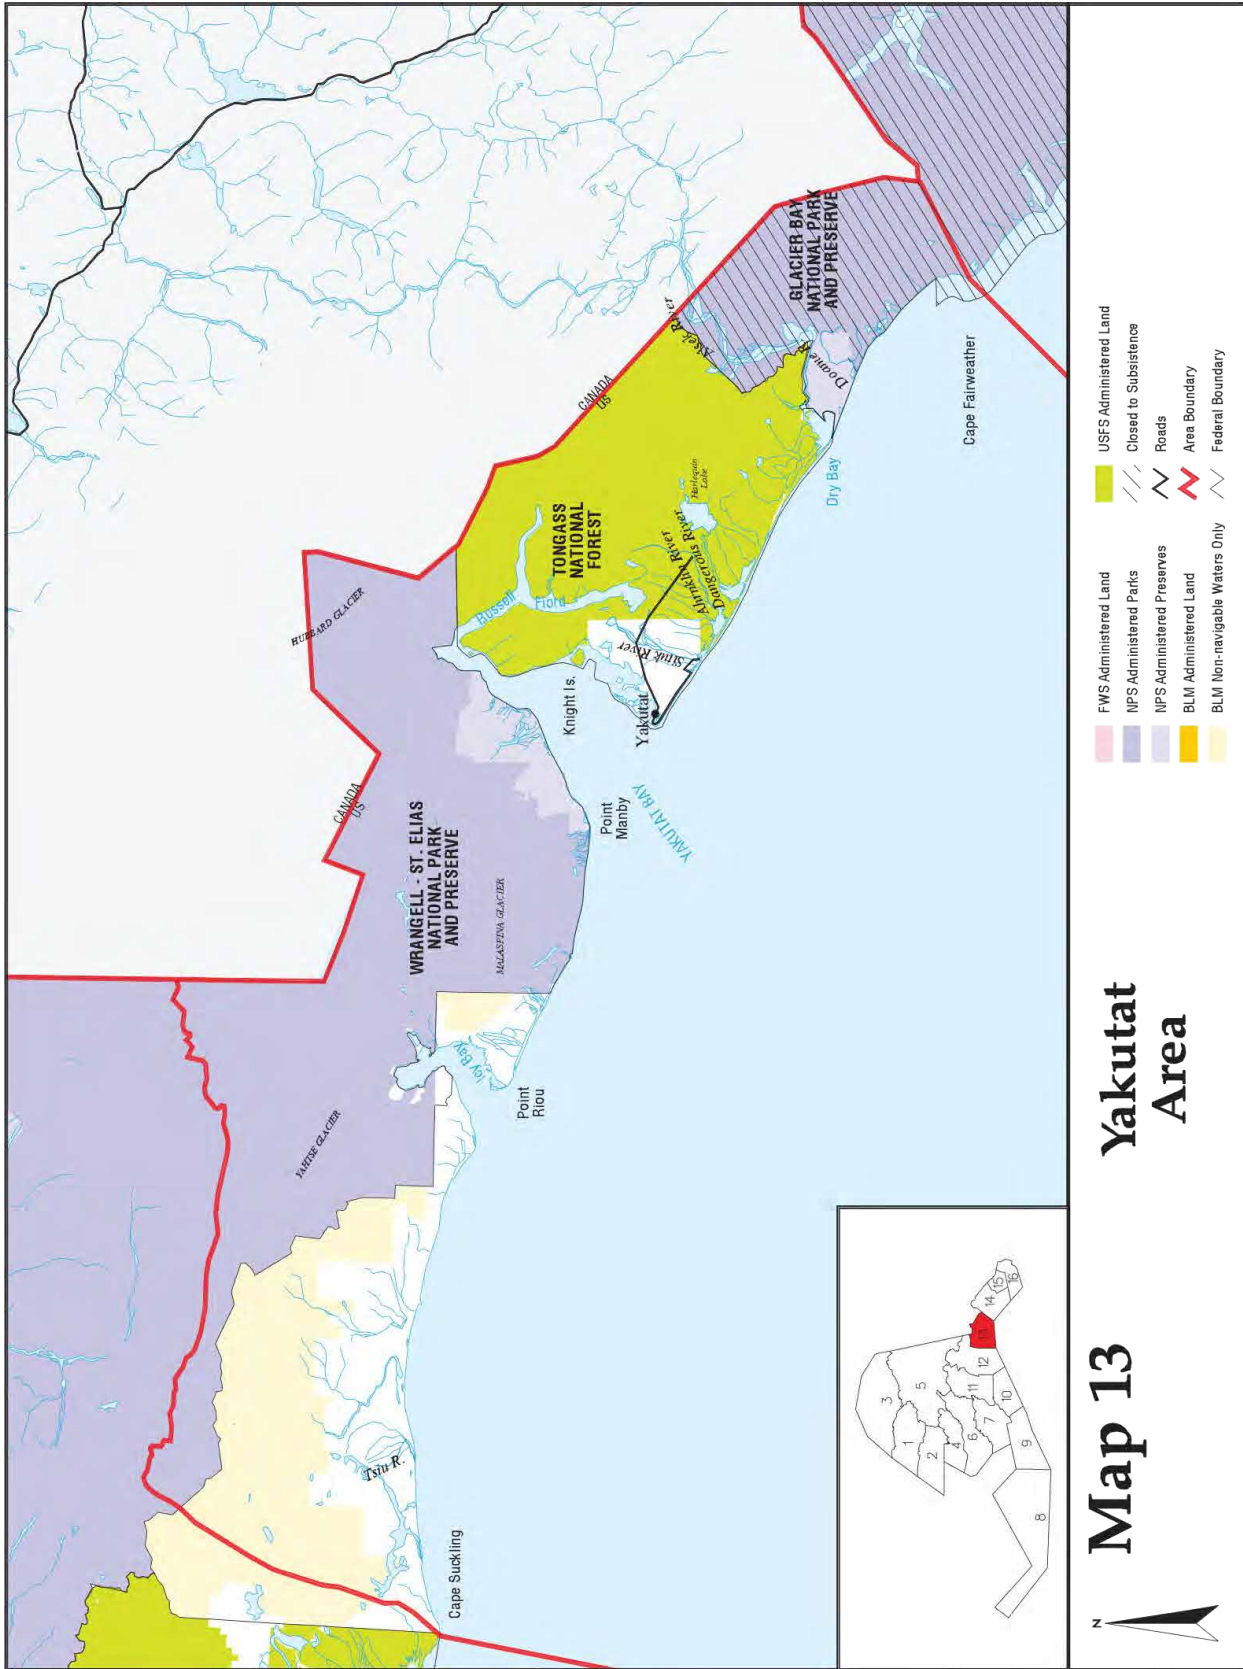 WRANGELL - ST. ELIAS
NATIONAL PARK
AND PRESERVE
YAHTSE GLACIER
MALASPINA GLACIER
HUBBARD GLACIER
CANADA
US
CANADA
US
TONGASS
NATIONAL
FOREST
GLACIER BAY
NATIONAL PARK
AND PRESERVE
Russell
Fiord
Alsek River
Doame R.
Harlequin
Lake
Ahrnklin River
Dangerous River
Situk River
Yakutat
Knight Is.
Dry Bay
Cape Fairweather
Point
Manby
YAKUTAT BAY
Icy Bay
Point
Riou
Tsiu R.
Cape Suckling
1
2
3
4
5
6
7
8
9
10
11
12
13
14
15
16
N
Map 13
Yakutat
Area
FWS Administered Land
NPS Administered Parks
NPS Administered Preserves
BLM Administered Land
BLM Non-navigable Waters Only
USFS Administered Land
Closed to Subsistence
Roads
Area Boundary
Federal Boundary